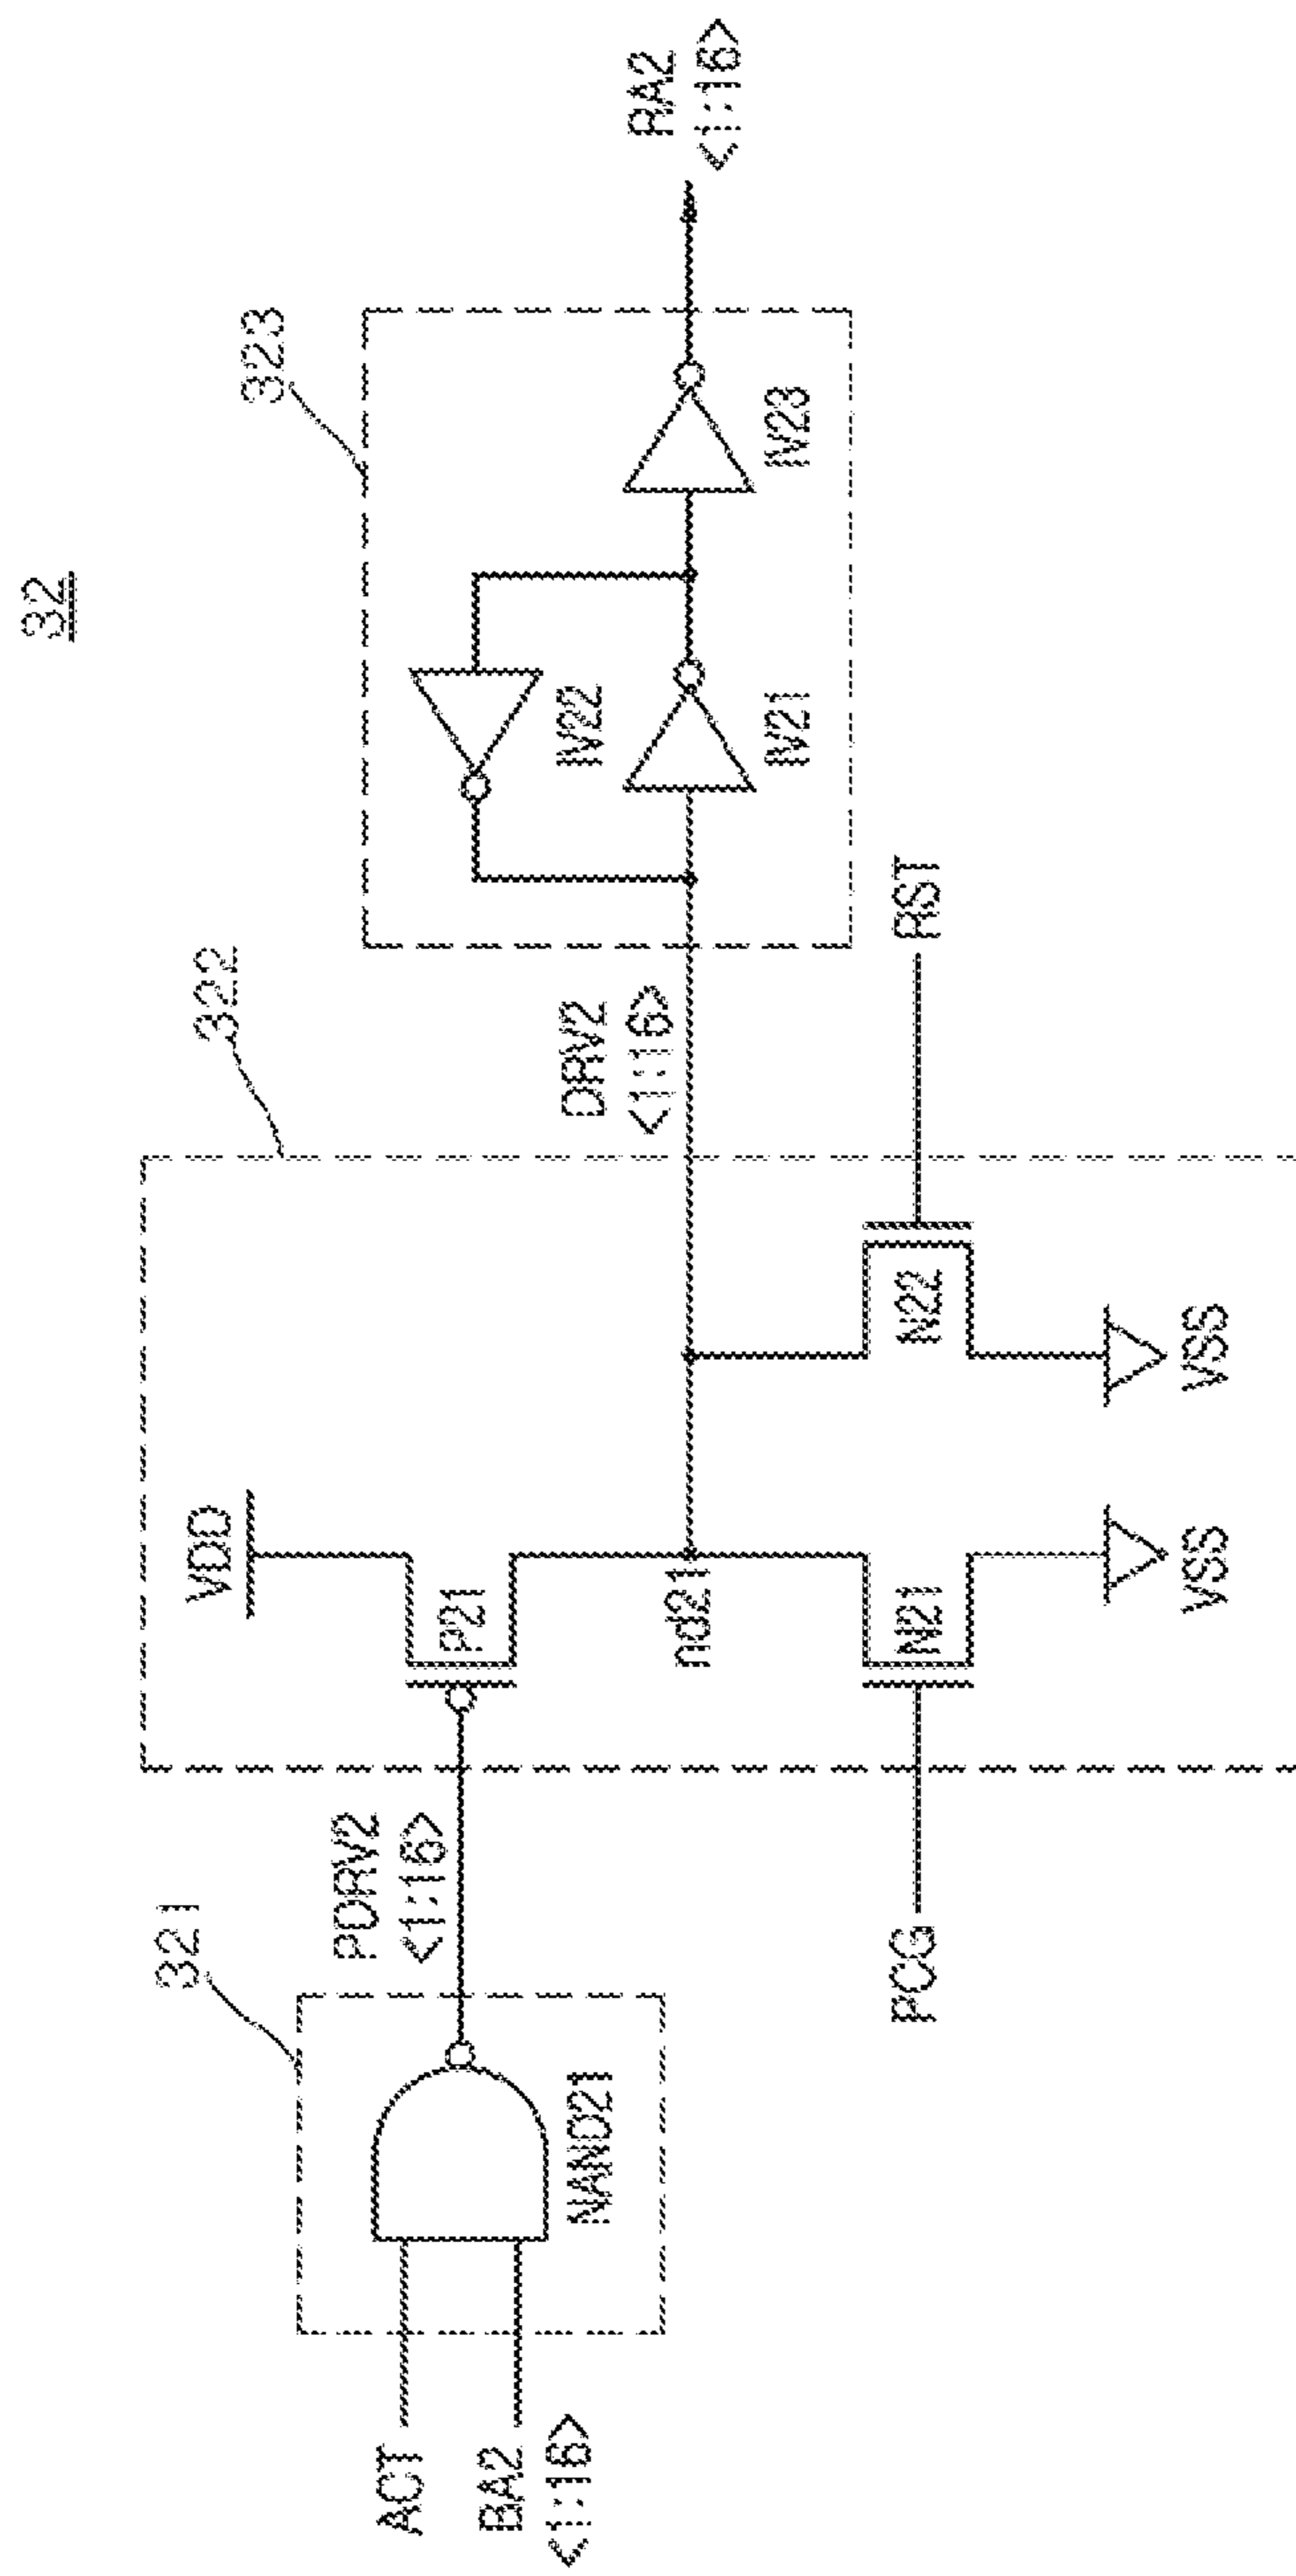 32
321
322
323
ACT
BA2
<1:16>
NAND21
PDRV2
<1:16>
VDD
P21
nd21
PCG
N21
VSS
N22
VSS
RST
DRV2
<1:16>
IV22
IV21
IV23
RA2
<1:16>